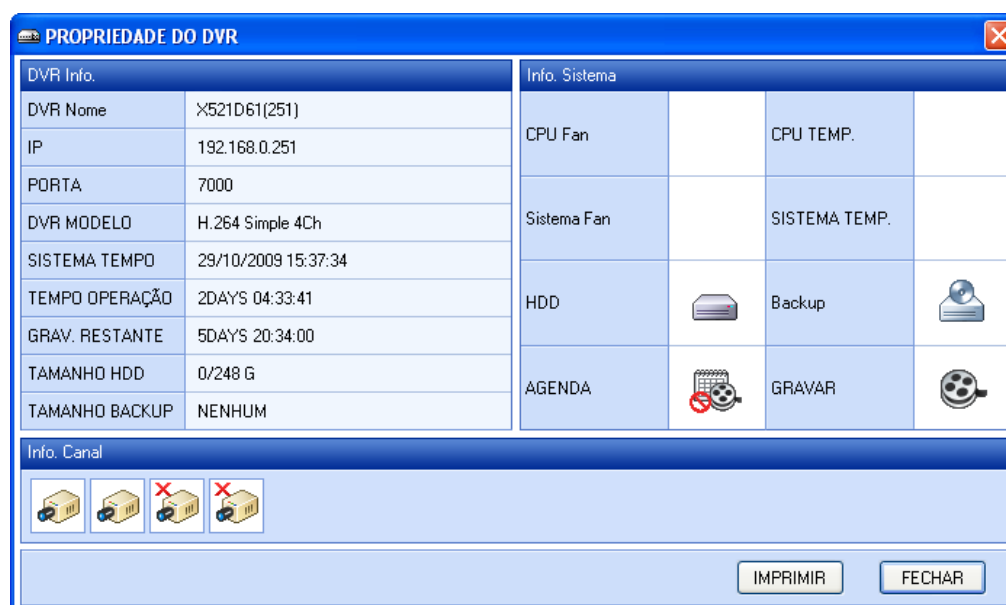 PROPRIEDADE DO DVR
DVR Info.
DVR Nome X521D61(251)
IP 192.168.0.251
PORTA 7000
DVR MODELO H.264 Simple 4Ch
SISTEMA TEMPO 29/10/2009 15:37:34
TEMPO OPERAÇÃO 2DAYS 04:33:41
GRAV. RESTANTE 5DAYS 20:34:00
TAMANHO HDD 0/248 G
TAMANHO BACKUP NENHUM
Info. Sistema
CPU Fan CPU TEMP.
Sistema Fan SISTEMA TEMP.
HDD Backup
AGENDA GRAVAR
Info. Canal
IMPRIMIR FECHAR